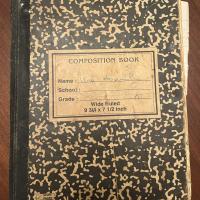 COMPOSITION BOOK
Name
School
Grade
Wide Ruled
9 3/4 x 7 1/2 inch